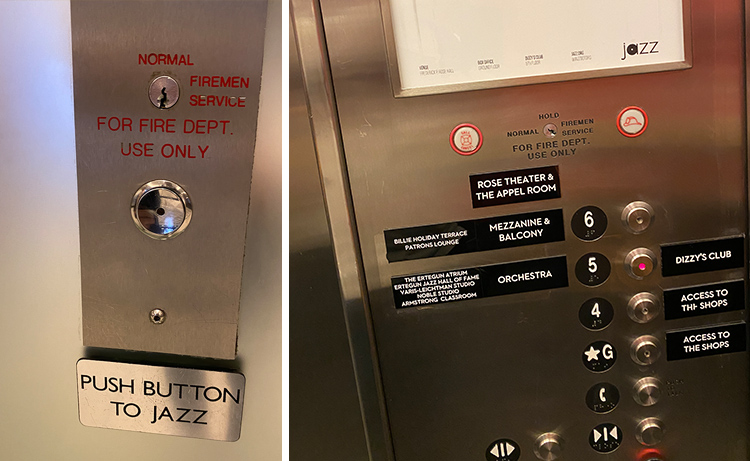 NORMAL
FIREMEN
SERVICE
FOR FIRE DEPT.
USE ONLY
PUSH BUTTON
TO JAZZ
jazz
HOLD
NORMAL FIREMEN
SERVICE
FOR FIRE DEPT.
USE ONLY
ROSE THEATER &
THE APPEL ROOM
BILLIE HOLIDAY TERRACE
PATRONS LOUNGE
MEZZANINE &
BALCONY
6
THE ERTEGUN ATRIUM
ERTEGUN JAZZ HALL OF FAME
VARIS-LEICHTMAN STUDIO
NOBLE STUDIO
ARMSTRONG CLASSROOM
ORCHESTRA
5
DIZZY'S CLUB
4
ACCESS TO
THE SHOPS
★G
ACCESS TO
THE SHOPS